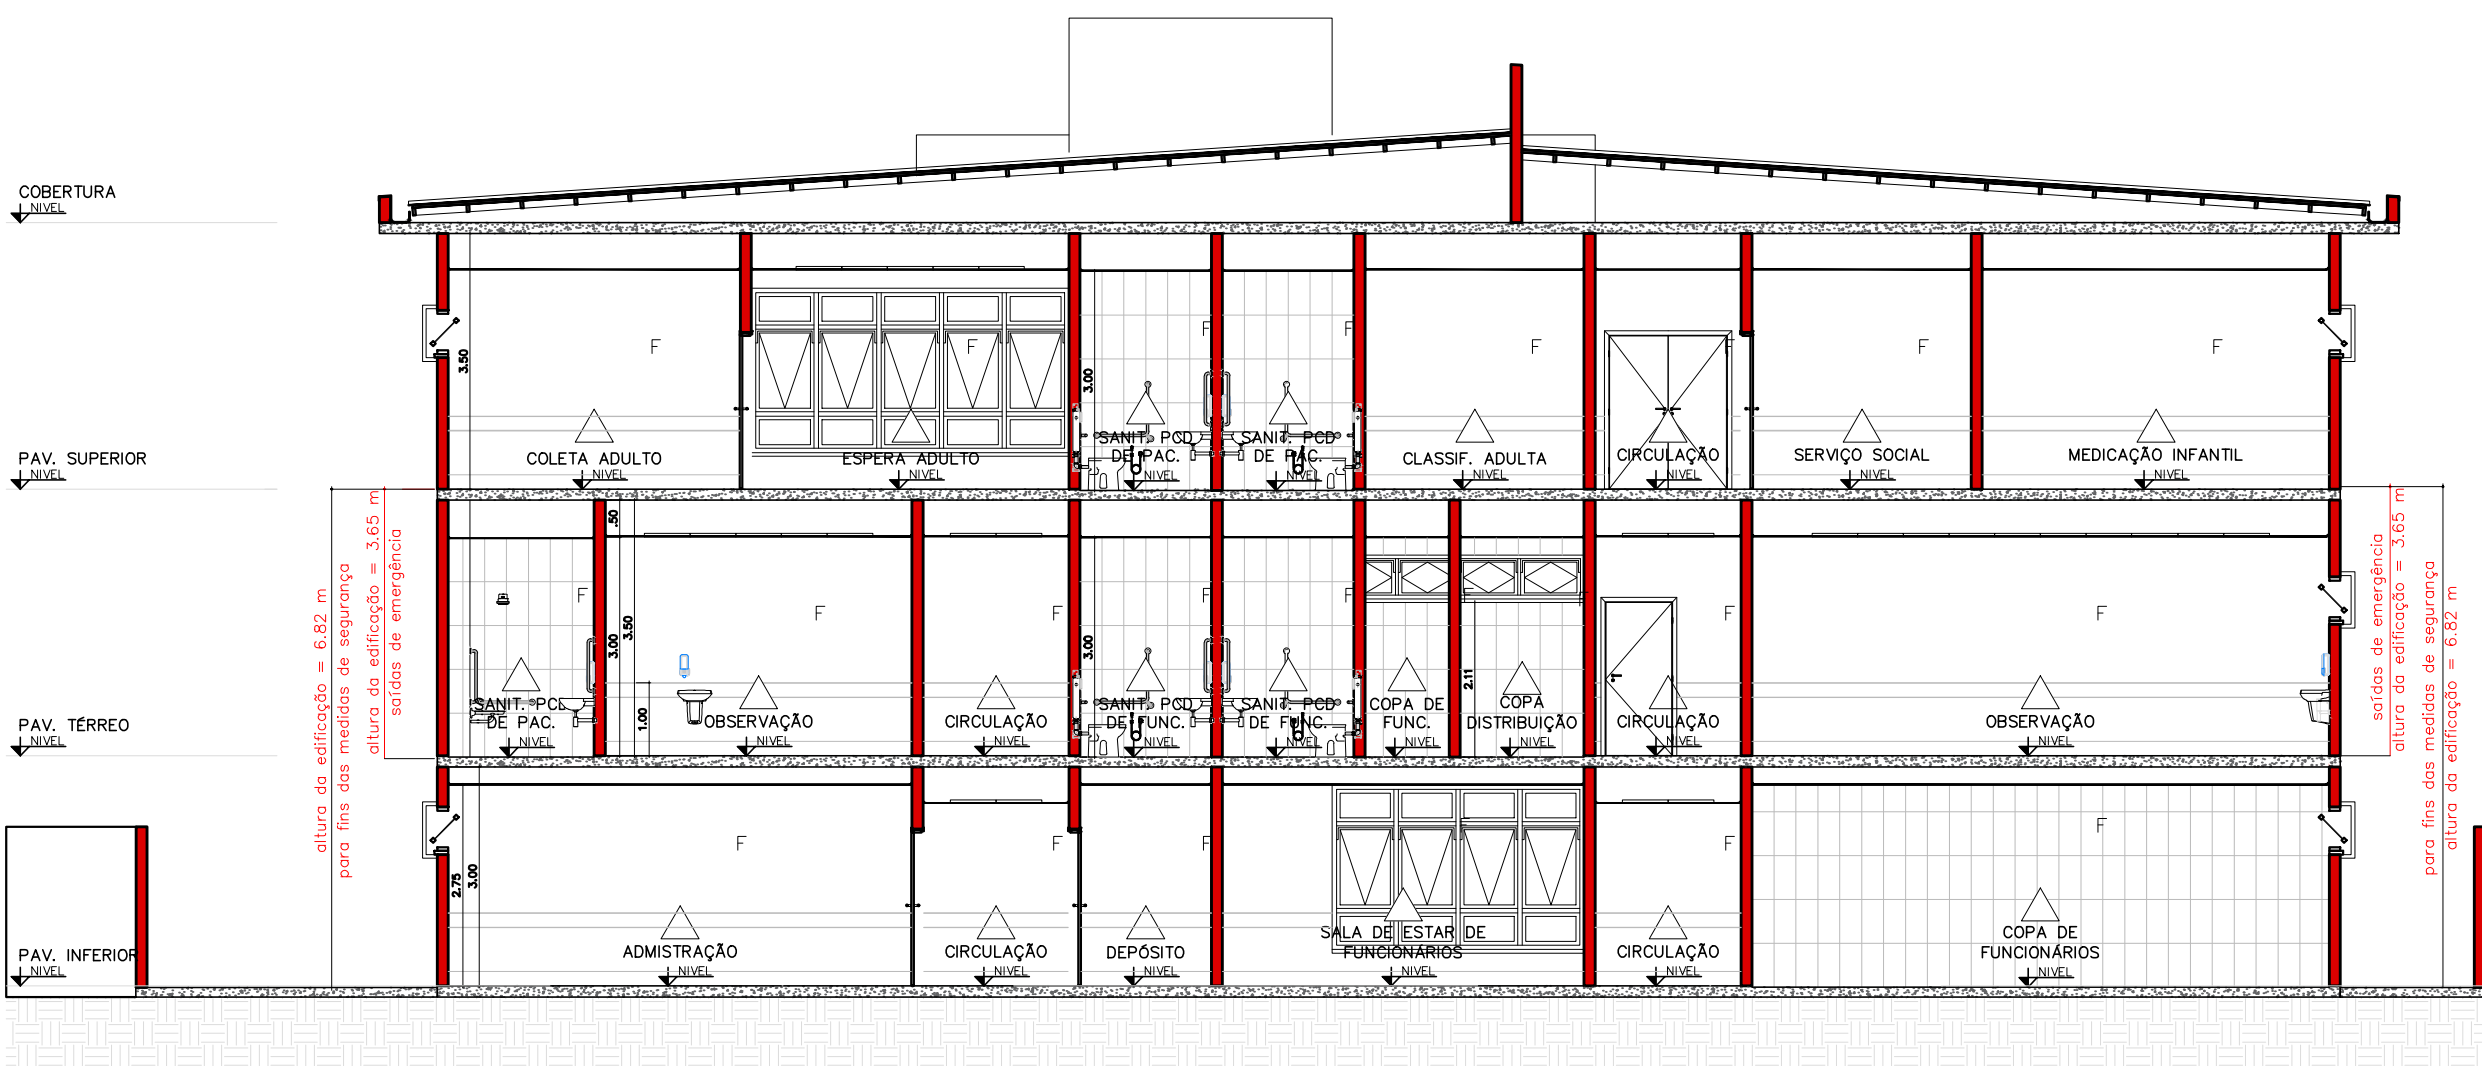 COBERTURA
NIVEL
F
F
F
F
F
F
F
F
3.50
3.00
PAV. SUPERIOR
NIVEL
COLETA ADULTO
NIVEL
ESPERA ADULTO
NIVEL
SANIT. PCD
DE PAC.
NIVEL
SANIT. PCD
DE PAC.
NIVEL
CLASSIF. ADULTA
NIVEL
CIRCULAÇÃO
NIVEL
SERVIÇO SOCIAL
NIVEL
MEDICAÇÃO INFANTIL
NIVEL
altura da edificação = 6.82 m
para fins das medidas de segurança
altura da edificação = 3.65 m
saídas de emergência
.50
3.00
3.50
1.00
3.00
2.11
F
F
F
F
F
F
F
F
F
PAV. TÉRREO
NIVEL
SANIT. PCD
DE PAC.
NIVEL
OBSERVAÇÃO
NIVEL
CIRCULAÇÃO
NIVEL
SANIT. PCD
DE FUNC.
NIVEL
SANIT. PCD
DE FUNC.
NIVEL
COPA DE
FUNC.
NIVEL
COPA
DISTRIBUIÇÃO
NIVEL
CIRCULAÇÃO
NIVEL
OBSERVAÇÃO
NIVEL
saídas de emergência
altura da edificação = 3.65 m
para fins das medidas de segurança
altura da edificação = 6.82 m
2.75
3.00
F
F
F
F
F
F
PAV. INFERIOR
NIVEL
ADMISTRAÇÃO
NIVEL
CIRCULAÇÃO
NIVEL
DEPÓSITO
NIVEL
SALA DE ESTAR DE
FUNCIONÁRIOS
NIVEL
CIRCULAÇÃO
NIVEL
COPA DE
FUNCIONÁRIOS
NIVEL